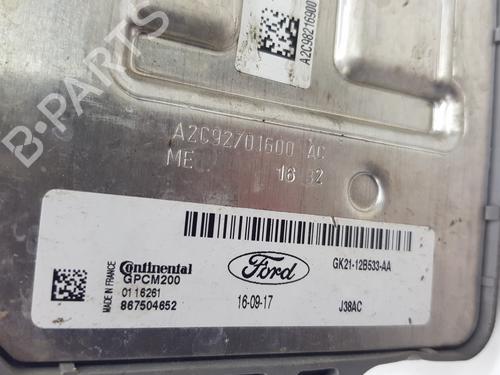 A2C98216900
A2C92701600 AC
ME 16 32
MADE IN FRANCE
Continental
GPCM200
0116261
867504652
Ford
16-09-17
GK21-12B533-AA
J38AC
B-PARTS